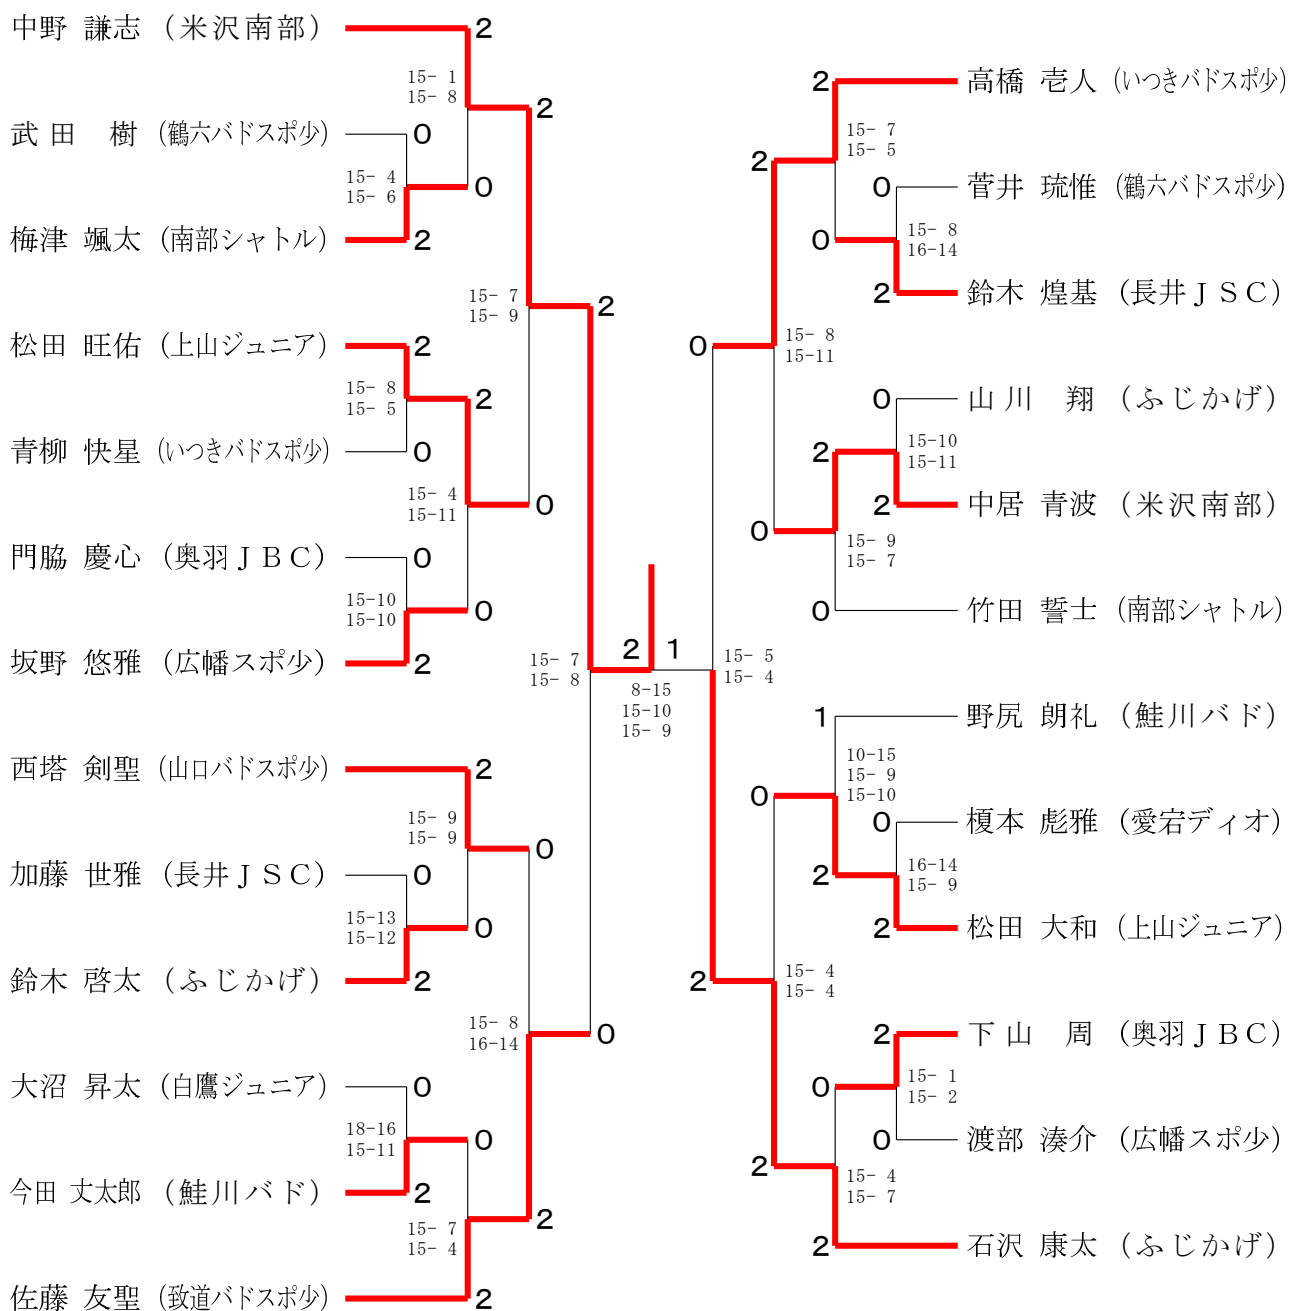 中野 謙志 (米沢南部) 2
15- 1
15- 8
2
武田 樹 (鶴六バドスポ少) 0
15- 4
15- 6
0
梅津 颯太 (南部シャトル) 2
15- 7
15- 9
2
松田 旺佑 (上山ジュニア) 2
15- 8
15- 5
2
青柳 快星 (いつきバドスポ少) 0
15- 4
15-11
0
門脇 慶心 (奥羽ＪＢＣ) 0
15-10
15-10
0
坂野 悠雅 (広幡スポ少) 2
15- 7
15- 8
西塔 剣聖 (山口バドスポ少) 2
15- 9
15- 9
0
加藤 世雅 (長井ＪＳＣ) 0
15-13
15-12
0
鈴木 啓太 (ふじかげ) 2
15- 8
16-14
0
大沼 昇太 (白鷹ジュニア) 0
18-16
15-11
0
今田 丈太郎 (鮭川バド) 2
15- 7
15- 4
2
佐藤 友聖 (致道バドスポ少) 2
2 1
8-15
15-10
15- 9
2 高橋 壱人 (いつきバドスポ少)
15- 7
15- 5
2
0 菅井 琉惟 (鶴六バドスポ少)
15- 8
16-14
0
2 鈴木 煌基 (長井ＪＳＣ)
15- 8
15-11
0
0 山川 翔 (ふじかげ)
15-10
15-11
2
2 中居 青波 (米沢南部)
0
15- 9
15- 7
0 竹田 誓士 (南部シャトル)
15- 5
15- 4
1 野尻 朗礼 (鮭川バド)
10-15
15- 9
15-10
0
0 榎本 彪雅 (愛宕ディオ)
16-14
15- 9
2
2 松田 大和 (上山ジュニア)
15- 4
15- 4
2
2 下山 周 (奥羽ＪＢＣ)
15- 1
15- 2
0
0 渡部 湊介 (広幡スポ少)
2
15- 4
15- 7
2 石沢 康太 (ふじかげ)